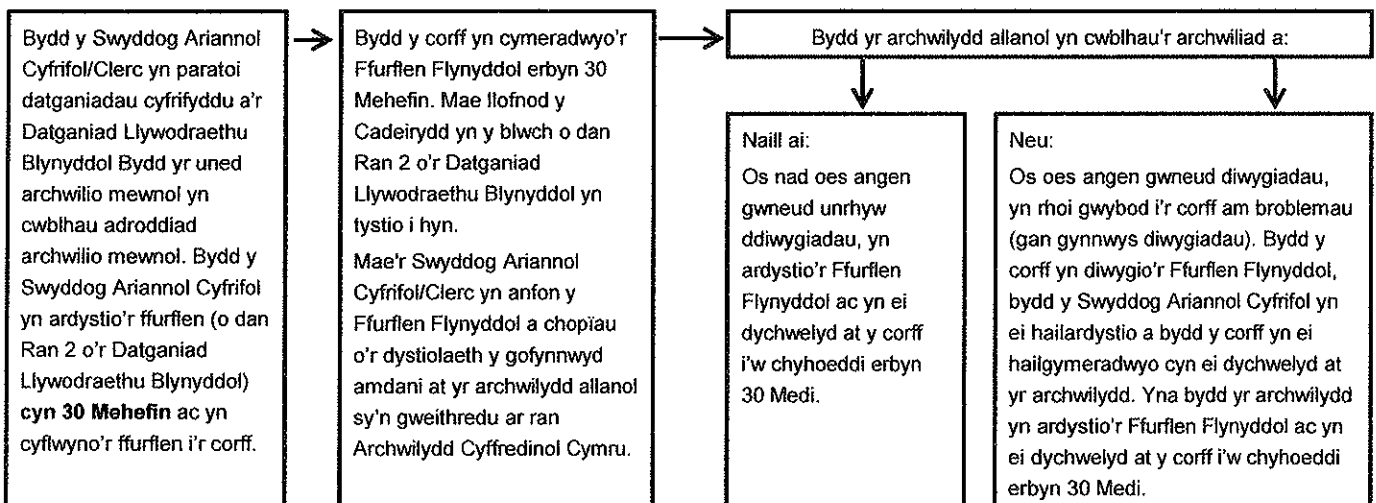 Bydd y Swyddog Ariannol
Cyfrifol/Clerc yn paratoi
datganiadau cyfrifyddu a'r
Datganiad Llywodraethu
Blynyddol Bydd yr uned
archwilio mewnol yn
cwblhau adroddiad
archwilio mewnol. Bydd y
Swyddog Ariannol Cyfrifol
yn ardystio'r ffurflen (o dan
Ran 2 o'r Datganiad
Llywodraethu Blynyddol)
cyn 30 Mehefin ac yn
cyflwyno'r ffurflen i'r corff.
Bydd y corff yn cymeradwyo'r
Ffurflen Flynyddol erbyn 30
Mehefin. Mae llofnod y
Cadeirydd yn y blwch o dan
Ran 2 o'r Datganiad
Llywodraethu Blynyddol yn
tystio i hyn.
Mae'r Swyddog Ariannol
Cyfrifol/Clerc yn anfon y
Ffurflen Flynyddol a chopïau
o'r dystiolaeth y gofynnwyd
amdani at yr archwilydd allanol
sy'n gweithredu ar ran
Archwilydd Cyffredinol Cymru.
Bydd yr archwilydd allanol yn cwblhau'r archwiliad a:
Naill ai:
Os nad oes angen
gwneud unrhyw
ddiwygiadau, yn
ardystio'r Ffurflen
Flynyddol ac yn ei
dychwelyd at y corff
i'w chyhoeddi erbyn
30 Medi.
Neu:
Os oes angen gwneud diwygiadau,
yn rhoi gwybod i'r corff am broblemau
(gan gynnwys diwygiadau). Bydd y
corff yn diwygio'r Ffurflen Flynyddol,
bydd y Swyddog Ariannol Cyfrifol yn
ei hailardystio a bydd y corff yn ei
hailgymeradwyo cyn ei dychwelyd at
yr archwilydd. Yna bydd yr archwilydd
yn ardystio'r Ffurflen Flynyddol ac yn
ei dychwelyd at y corff i'w chyhoeddi
erbyn 30 Medi.